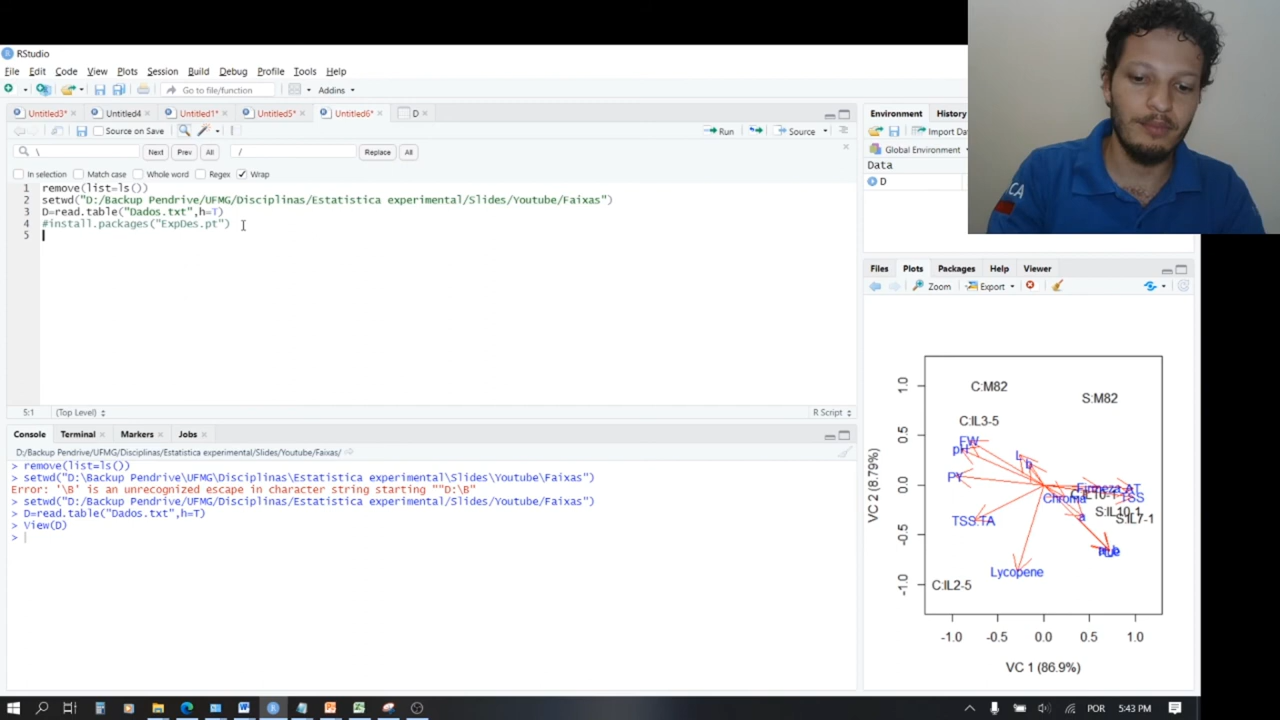 RStudio
File Edit Code View Plots Session Build Debug Profile Tools Help
Go to file/function Addins
Untitled3* Untitled4 Untitled1* Untitled5* Untitled6* D
Source on Save Run Source
\ Next Prev All / Replace All
In selection Match case Whole word Regex Wrap
1 remove(list=ls())
2 setwd("D:/Backup Pendrive/UFMG/Disciplinas/Estatistica experimental/Slides/Youtube/Faixas")
3 D=read.table("Dados.txt",h=T)
4 #install.packages("ExpDes.pt")
5
5:1 (Top Level) R Script
Console Terminal Markers Jobs
D:/Backup Pendrive/UFMG/Disciplinas/Estatistica experimental/Slides/Youtube/Faixas/
> remove(list=ls())
> setwd("D:\Backup Pendrive\UFMG\Disciplinas\Estatistica experimental\Slides\Youtube\Faixas")
Error: '\B' is an unrecognized escape in character string starting ""D:\B"
> setwd("D:/Backup Pendrive/UFMG/Disciplinas/Estatistica experimental/Slides/Youtube/Faixas")
> D=read.table("Dados.txt",h=T)
> View(D)
>
Environment History
Import Da
Global Environment
Data
D
CA
Files Plots Packages Help Viewer
Zoom Export
C:M82
S:M82
C:IL3-5
FW
pH
L
b
PY
Firmeza AT
Chroma TSS
S:IL10-1
TSS.TA a S:IL7-1
Lycopene
C:IL2-5
VC 2 (8.79%)
1.0
0.5
0.0
-0.5
-1.0
-1.0 -0.5 0.0 0.5 1.0
VC 1 (86.9%)
POR 5:43 PM